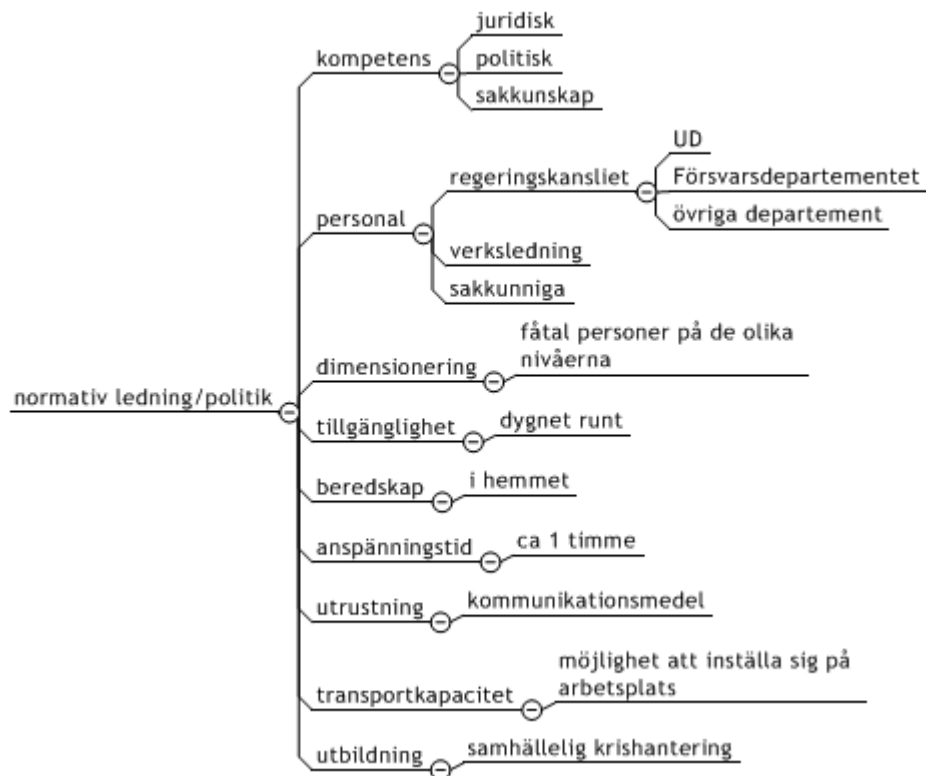 juridisk
kompetens
politisk
sakkunskap
UD
regeringskansliet
Försvarsdepartementet
personal
övriga departement
verksledning
sakkunniga
fåtal personer på de olika
nivåerna
dimensionering
normativ ledning/politik
tillgänglighet
dygnet runt
beredskap
i hemmet
anspänningstid
ca 1 timme
utrustning
kommunikationsmedel
möjlighet att inställa sig på
arbetsplats
transportkapacitet
utbildning
samhällelig krishantering